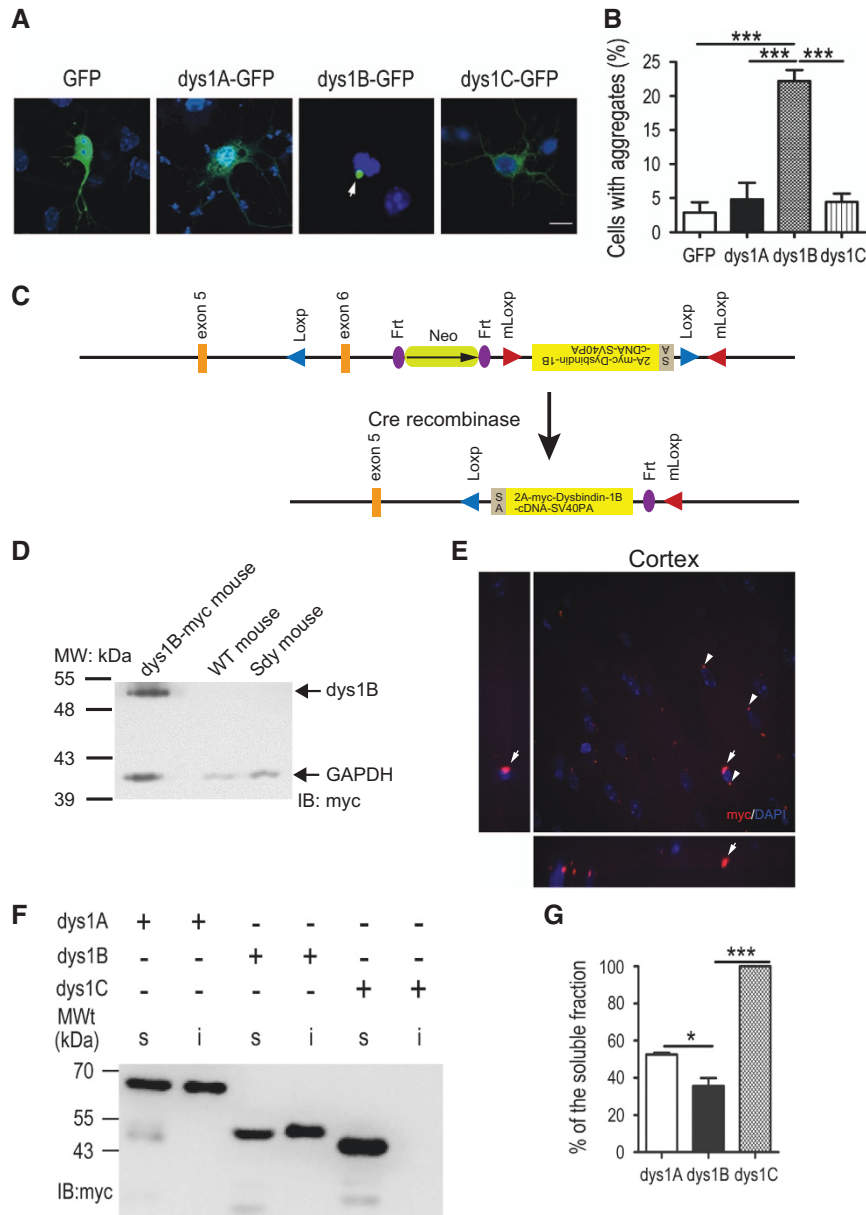 A
GFP
dys1A-GFP
dys1B-GFP
dys1C-GFP
B
Cells with aggregates (%)
***
*** ***
25
20
15
10
5
0
GFP dys1A dys1B dys1C
C
exon 5
Loxp
exon 6
Frt
Neo
Frt
mLoxp
2A-myc-Dysbindin-1B
-cDNA-SV40PA
S
A
Loxp
mLoxp
Cre recombinase
exon 5
Loxp
S
A
2A-myc-Dysbindin-1B
-cDNA-SV40PA
Frt
mLoxp
D
dys1B-myc mouse
WT mouse
Sdy mouse
MW: kDa
55
48
43
39
dys1B
GAPDH
IB: myc
E
Cortex
myc/DAPI
F
dys1A + + - - - -
dys1B - - + + - -
dys1C - - - - + +
MWt
(kDa)
s i s i s i
70
55
43
IB:myc
G
% of the soluble fraction
***
*
100
80
60
40
20
0
dys1A dys1B dys1C